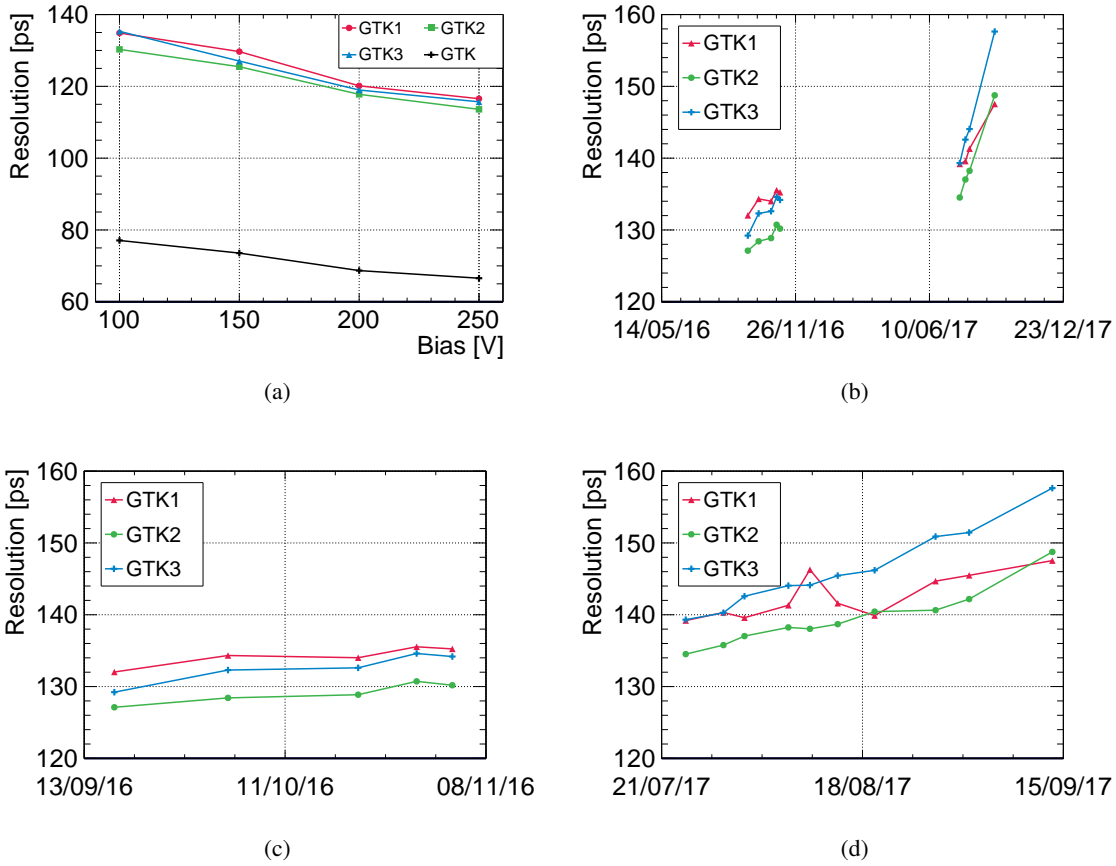 Resolution [ps]
140
120
100
80
60
GTK1
GTK2
GTK3
GTK
100
150
200
250
Bias [V]
(a)
Resolution [ps]
160
150
140
130
120
GTK1
GTK2
GTK3
14/05/16
26/11/16
10/06/17
23/12/17
(b)
Resolution [ps]
160
150
140
130
120
GTK1
GTK2
GTK3
13/09/16
11/10/16
08/11/16
(c)
Resolution [ps]
160
150
140
130
120
GTK1
GTK2
GTK3
21/07/17
18/08/17
15/09/17
(d)